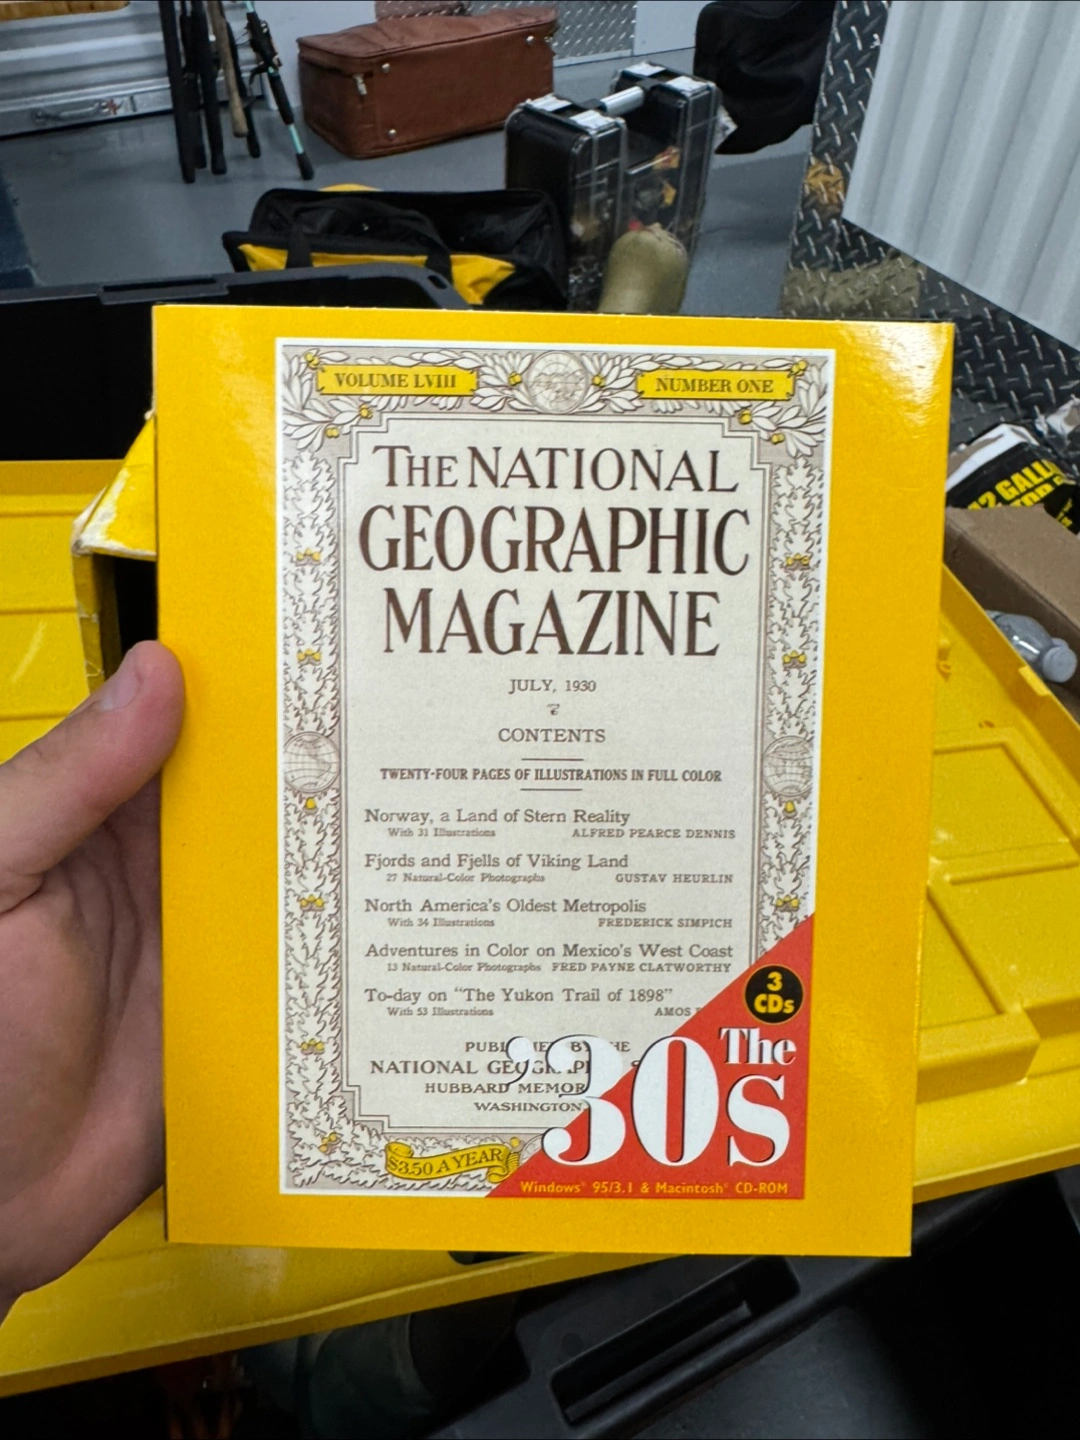 VOLUME LVIII
NUMBER ONE
THE NATIONAL
GEOGRAPHIC
MAGAZINE
JULY, 1930
CONTENTS
TWENTY-FOUR PAGES OF ILLUSTRATIONS IN FULL COLOR
Norway, a Land of Stern Reality
With 31 Illustrations ALFRED PEARCE DENNIS
Fjords and Fjells of Viking Land
27 Natural-Color Photographs GUSTAV HEURLIN
North America's Oldest Metropolis
With 34 Illustrations FREDERICK SIMPICH
Adventures in Color on Mexico's West Coast
13 Natural-Color Photographs FRED PAYNE CLATWORTHY
To-day on "The Yukon Trail of 1898"
With 53 Illustrations AMOS
NATIONAL
HUBBARD
WASHINGTON
$3.50 A YEAR
3
CDs
The
'30s
Windows® 95/3.1 & Macintosh® CD-ROM